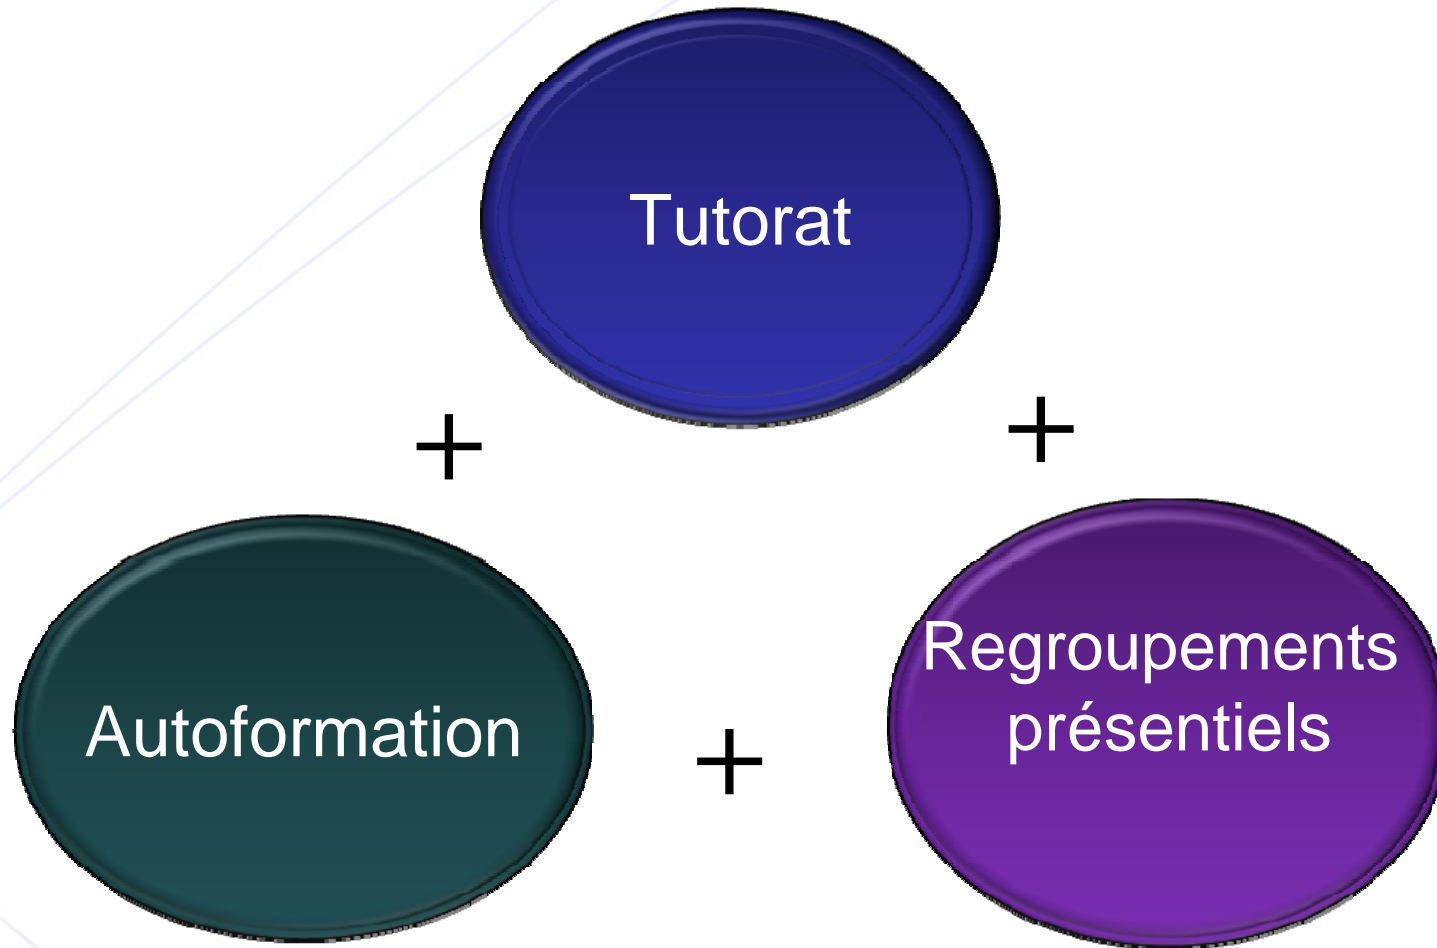 Tutorat
+
+
Autoformation
+
Regroupements
présentiels